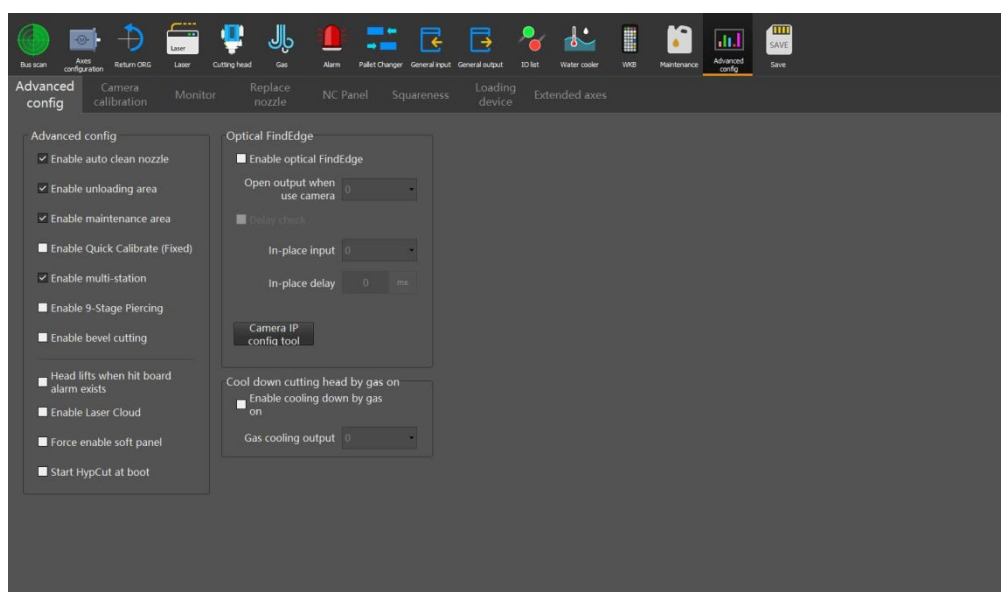 Laser
SAVE
Bus scan
Axes
configuration
Return ORG
Laser
Cutting head
Gas
Alarm
Pallet Changer
General input
General output
IO list
Water cooler
WKB
Maintenance
Advanced
config
Save
Advanced
config
Camera
calibration
Monitor
Replace
nozzle
NC Panel
Squareness
Loading
device
Extended axes
Advanced config
Enable auto clean nozzle
Enable unloading area
Enable maintenance area
Enable Quick Calibrate (Fixed)
Enable multi-station
Enable 9-Stage Piercing
Enable bevel cutting
Head lifts when hit board
alarm exists
Enable Laser Cloud
Force enable soft panel
Start HypCut at boot
Optical FindEdge
Enable optical FindEdge
Open output when
use camera
0
Delay check
In-place input
0
In-place delay
0
ms
Camera IP
config tool
Cool down cutting head by gas on
Enable cooling down by gas
on
Gas cooling output
0